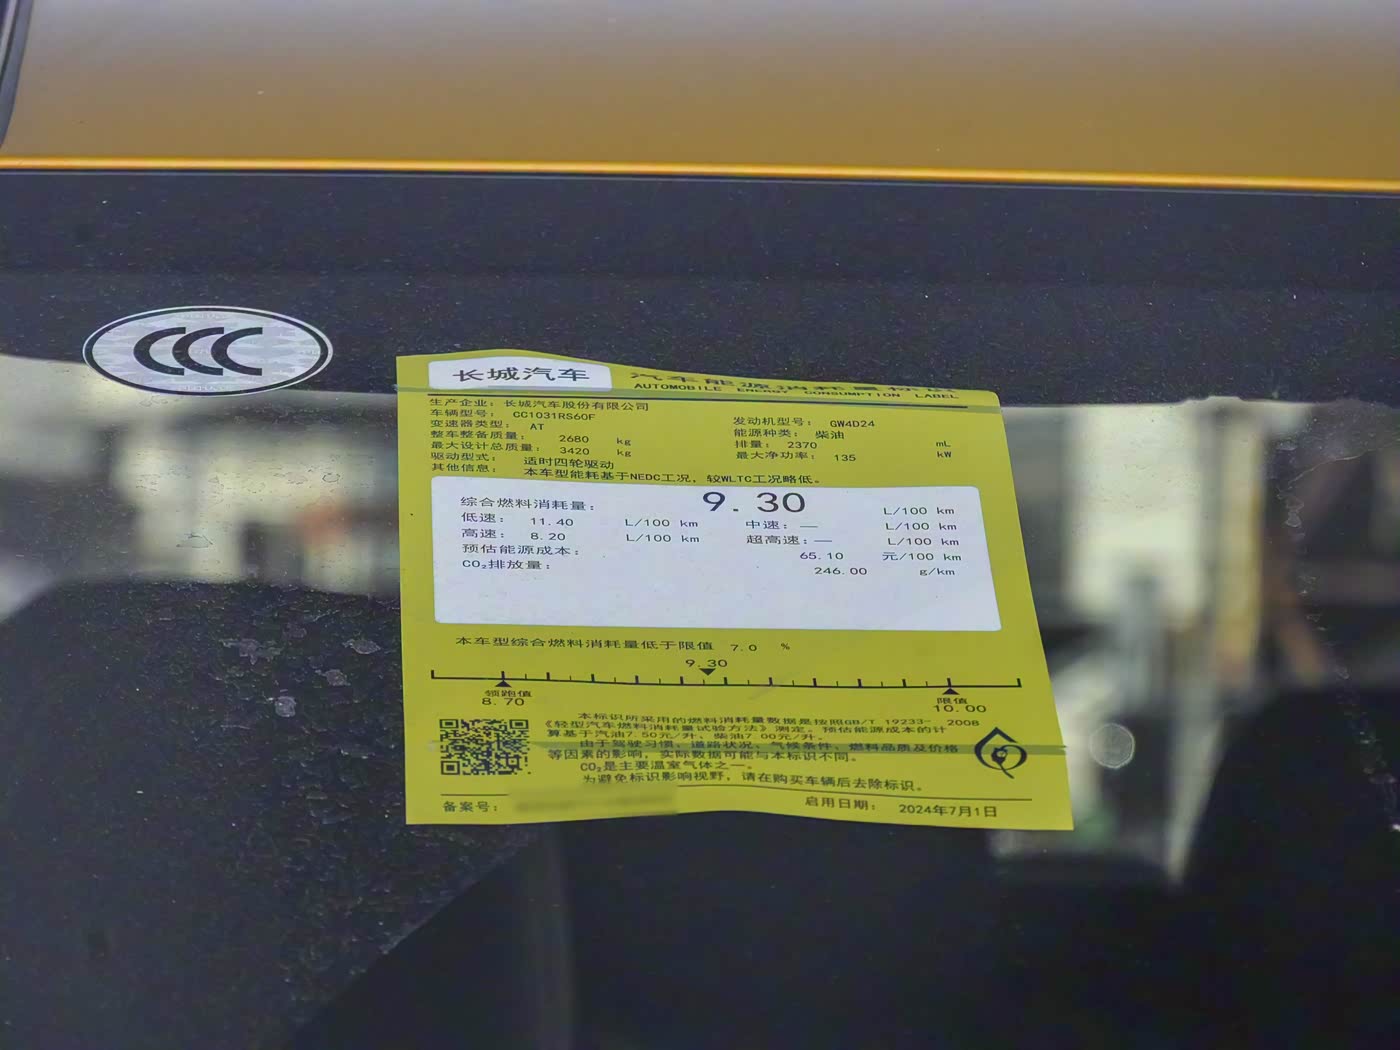 CCC
长城汽车 汽车能源消耗量标识
AUTOMOBILE ENERGY CONSUMPTION LABEL
生产企业：长城汽车股份有限公司
车辆型号：CC1031RS60F 发动机型号：GW4D24
变速器类型：AT 能源种类：柴油
整车整备质量：2680 kg 排量：2370 mL
最大设计总质量：3420 kg 最大净功率：135 kW
驱动型式：适时四轮驱动
其他信息：本车型能耗基于NEDC工况，较WLTC工况略低。
综合燃料消耗量：9.30 L/100 km
低速：11.40 L/100 km 中速：— L/100 km
高速：8.20 L/100 km 超高速：— L/100 km
预估能源成本：65.10 元/100 km
CO₂排放量：246.00 g/km
本车型综合燃料消耗量低于限值 7.0 %
9.30
领跑值 限值
8.70 10.00
本标识所采用的燃料消耗量数据是按照GB/T 19233-2008
《轻型汽车燃料消耗量试验方法》测定。预估能源成本的计
算基于汽油7.50元/升，柴油7.00元/升。
由于驾驶习惯、道路状况、气候条件、燃料品质及价格
等因素的影响，实际数据可能与本标识不同。
CO₂是主要温室气体之一。
为避免标识影响视野，请在购买车辆后去除标识。
备案号： 启用日期：2024年7月1日